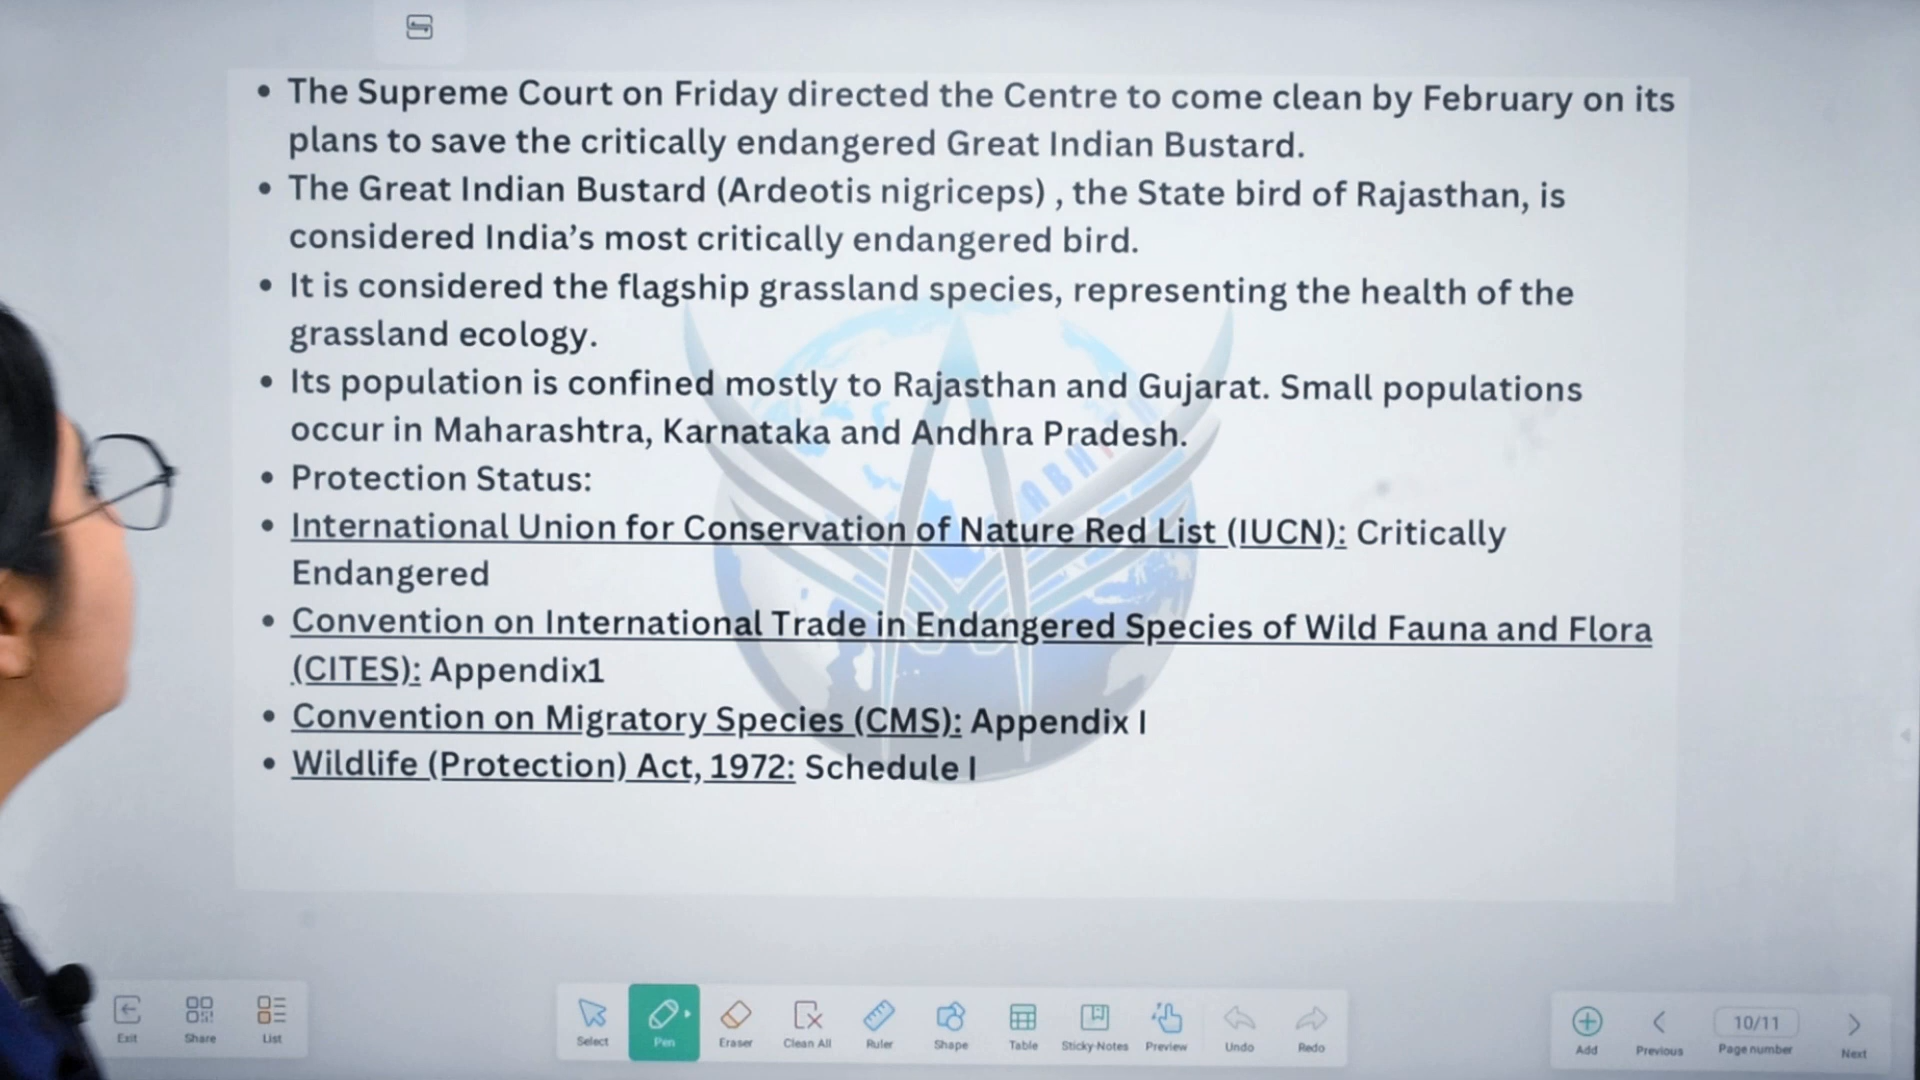 • The Supreme Court on Friday directed the Centre to come clean by February on its
plans to save the critically endangered Great Indian Bustard.
• The Great Indian Bustard (Ardeotis nigriceps) , the State bird of Rajasthan, is
considered India's most critically endangered bird.
• It is considered the flagship grassland species, representing the health of the
grassland ecology.
• Its population is confined mostly to Rajasthan and Gujarat. Small populations
occur in Maharashtra, Karnataka and Andhra Pradesh.
• Protection Status:
• International Union for Conservation of Nature Red List (IUCN): Critically
Endangered
• Convention on International Trade in Endangered Species of Wild Fauna and Flora
(CITES): Appendix1
• Convention on Migratory Species (CMS): Appendix I
• Wildlife (Protection) Act, 1972: Schedule I
Exit Share List
Select Pen Eraser Clean All Ruler Shape Table Sticky-Notes Preview Undo Redo
10/11
Add Previous Page number Next